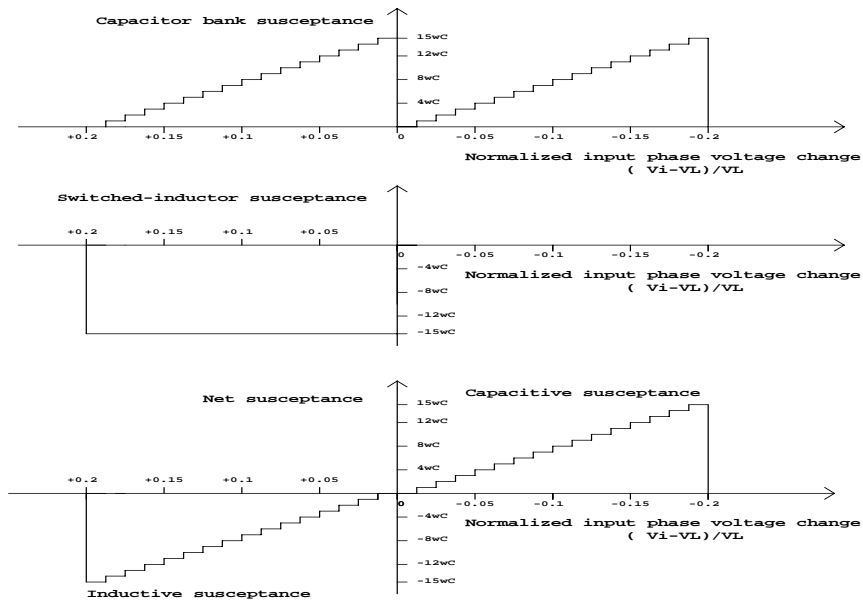 Capacitor bank susceptance
15wC
12wC
8wC
4wC
+0.2 +0.15 +0.1 +0.05 0 -0.05 -0.1 -0.15 -0.2
Normalized input phase voltage change
( Vi-VL)/VL
Switched-inductor susceptance
+0.2 +0.15 +0.1 +0.05
0 -0.05 -0.1 -0.15 -0.2
-4wC
-8wC
-12wC
-15wC
Normalized input phase voltage change
( Vi-VL)/VL
Net susceptance
Capacitive susceptance
15wC
12wC
8wC
4wC
+0.2 +0.15 +0.1 +0.05
0 -0.05 -0.1 -0.15 -0.2
-4wC
-8wC
-12wC
-15wC
Normalized input phase voltage change
( Vi-VL)/VL
Inductive susceptance